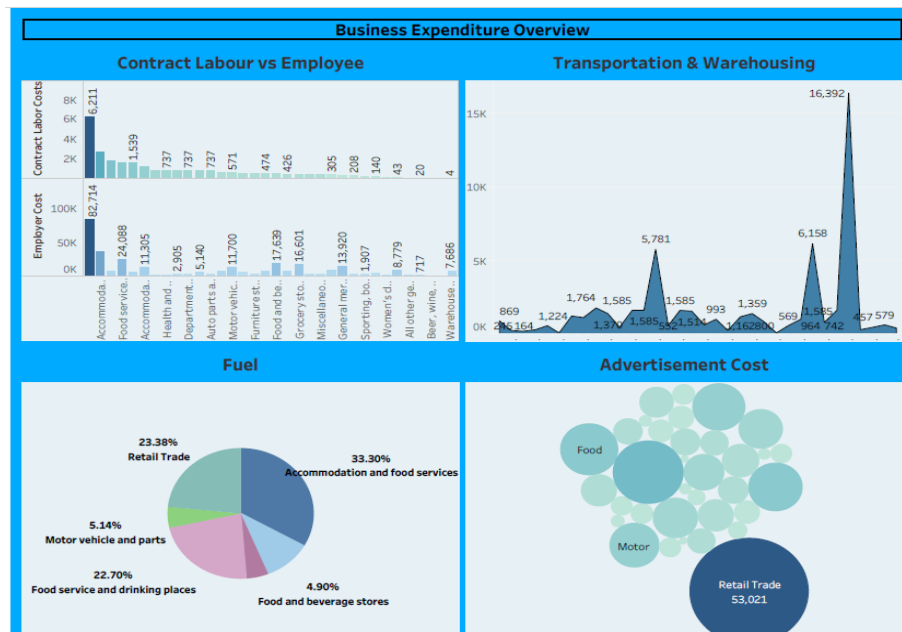 Business Expenditure Overview
Contract Labour vs Employee
Contract Labor Costs
8K
6K
4K
2K
6,211
1,539
737
737
737
571
474
426
305
208
140
43
20
4
Employer Cost
100K
50K
0K
82,714
24,088
11,305
2,905
5,140
11,700
17,639
16,601
13,920
1,907
8,779
717
7,686
Accommoda..
Food service..
Accommoda..
Health and ..
Department..
Auto parts a..
Motor vehic..
Furniture st..
Food and be..
Grocery sto..
Miscellaneo..
General mer..
Sporting, bo..
Women's d..
All other ge..
Beer, wine, ..
Warehouse ..
Transportation & Warehousing
15K
10K
5K
0K
869
164
1,224
1,764
1,585
1,370
1,585
5,781
532
1,585
1,514
993
1,162
1,359
800
569
6,158
964
1,585
742
16,392
457
579
Fuel
23.38%
Retail Trade
33.30%
Accommodation and food services
5.14%
Motor vehicle and parts
22.70%
Food service and drinking places
4.90%
Food and beverage stores
Advertisement Cost
Food
Motor
Retail Trade
53,021